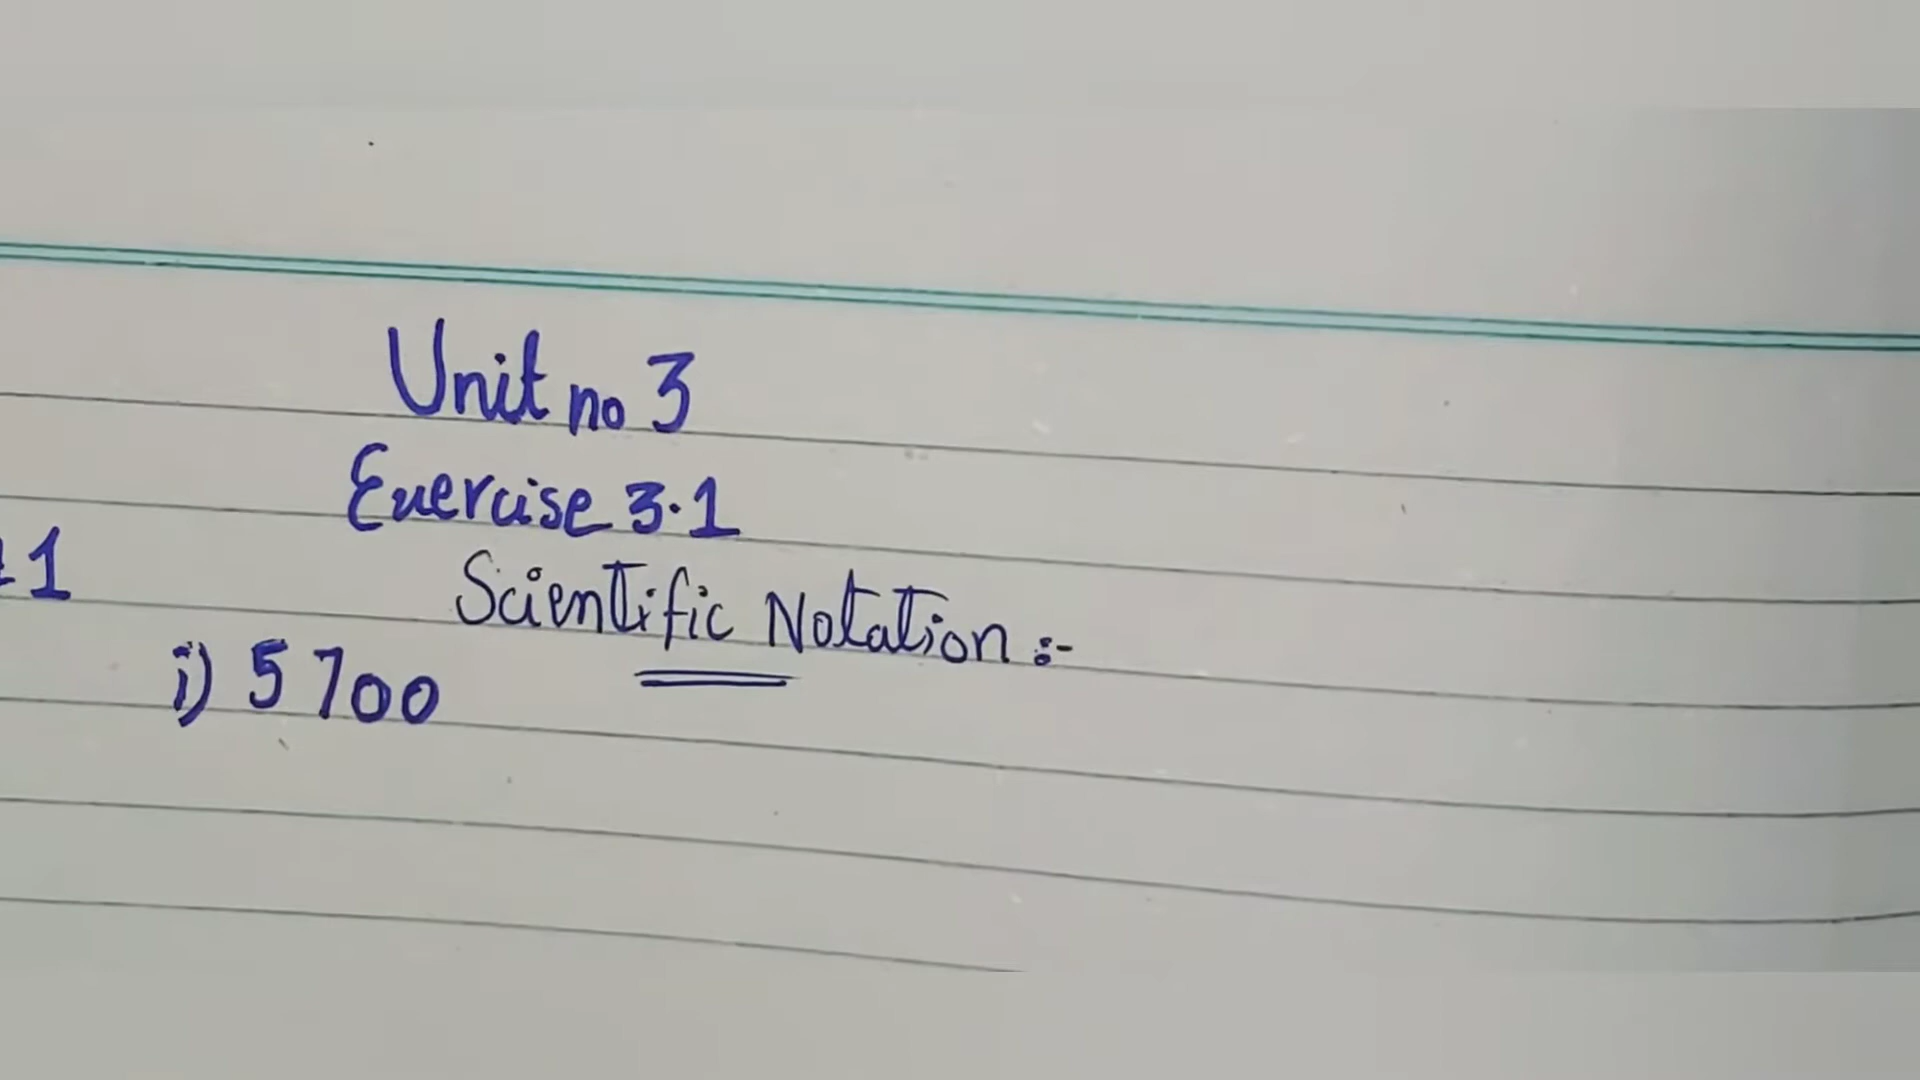 Unit no 3
Exercise 3.1
1
Scientific Notation :-
i) 5700